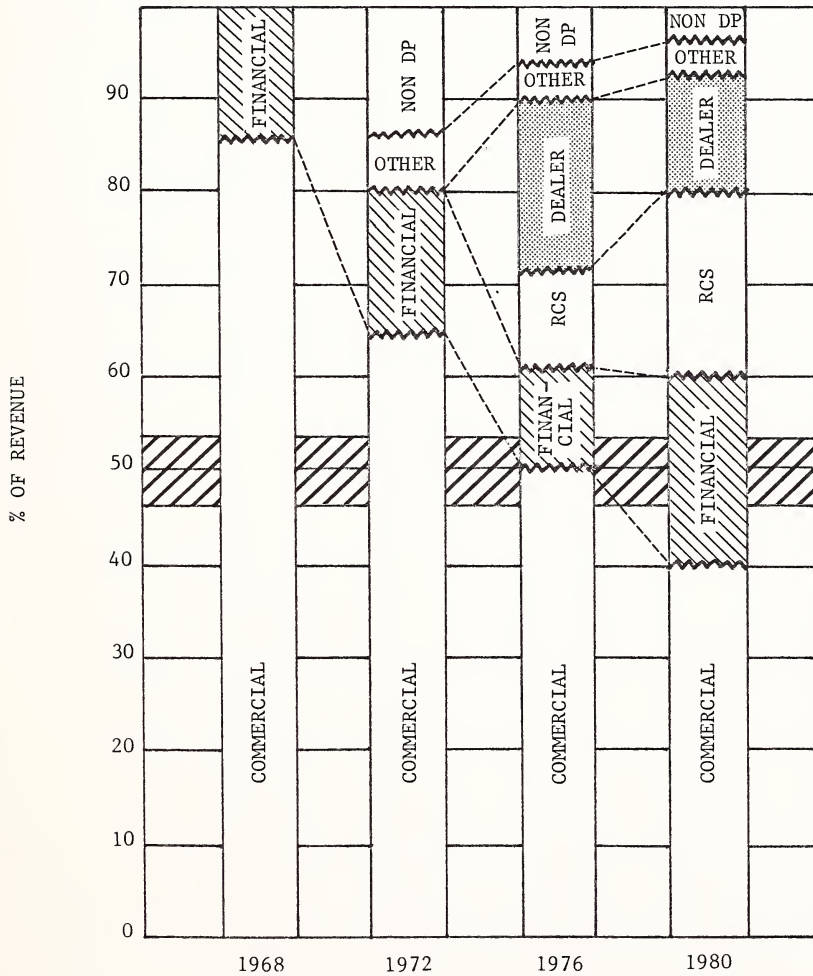 % OF REVENUE
90
80
70
60
50
40
30
20
10
0
FINANCIAL
COMMERCIAL
1968
NON DP
OTHER
FINANCIAL
COMMERCIAL
1972
NON
DP
OTHER
DEALER
RCS
FINAN-
CIAL
COMMERCIAL
1976
NON DP
OTHER
DEALER
RCS
FINANCIAL
COMMERCIAL
1980